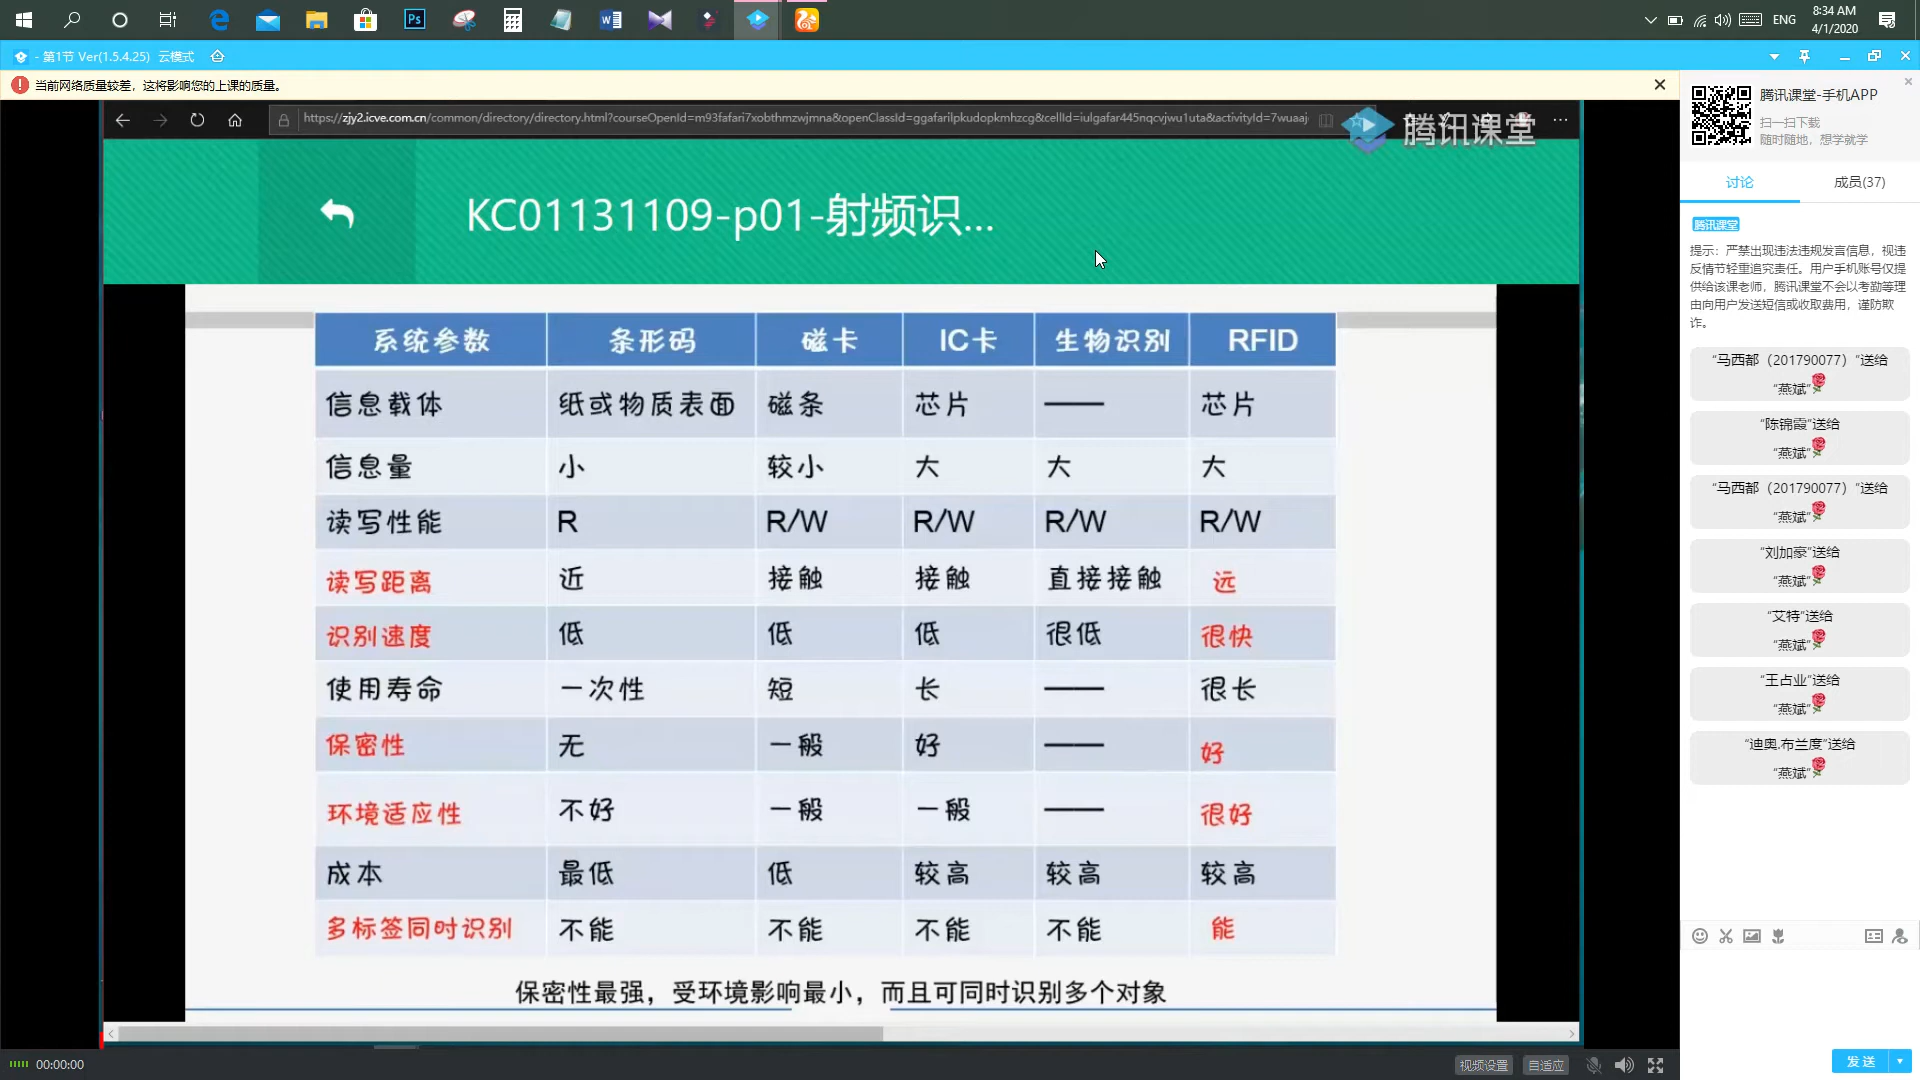 8:34 AM
ENG
4/1/2020
- 第1节 Ver(1.5.4.25) 云模式
当前网络质量较差，这将影响您的上课的质量。
https://zjy2.icve.com.cn/common/directory/directory.html?courseOpenId=m93fafari7xobthmzwjmna&openClassId=ggafarilpkudopkmhzcg&cellId=iulgafar445nqcvjwu1uta&activityId=7wuaaj
腾讯课堂
KC01131109-p01-射频识...
系统参数 条形码 磁卡 IC卡 生物识别 RFID
信息载体 纸或物质表面 磁条 芯片 —— 芯片
信息量 小 较小 大 大 大
读写性能 R R/W R/W R/W R/W
读写距离 近 接触 接触 直接接触 远
识别速度 低 低 低 很低 很快
使用寿命 一次性 短 长 —— 很长
保密性 无 一般 好 —— 好
环境适应性 不好 一般 一般 —— 很好
成本 最低 低 较高 较高 较高
多标签同时识别 不能 不能 不能 不能 能
保密性最强，受环境影响最小，而且可同时识别多个对象
00:00:00
视频设置 自适应
腾讯课堂-手机APP
扫一扫下载
随时随地，想学就学
讨论 成员(37)
腾讯课堂
提示：严禁出现违法违规发言信息，视违
反情节轻重追究责任。用户手机账号仅提
供给该课老师，腾讯课堂不会以考勤等理
由向用户发送短信或收取费用，谨防欺
诈。
“马西都（201790077）”送给
“燕斌”
“陈锦霞”送给
“燕斌”
“马西都（201790077）”送给
“燕斌”
“刘加豪”送给
“燕斌”
“艾特”送给
“燕斌”
“王占业”送给
“燕斌”
“迪奥.布兰度”送给
“燕斌”
发送